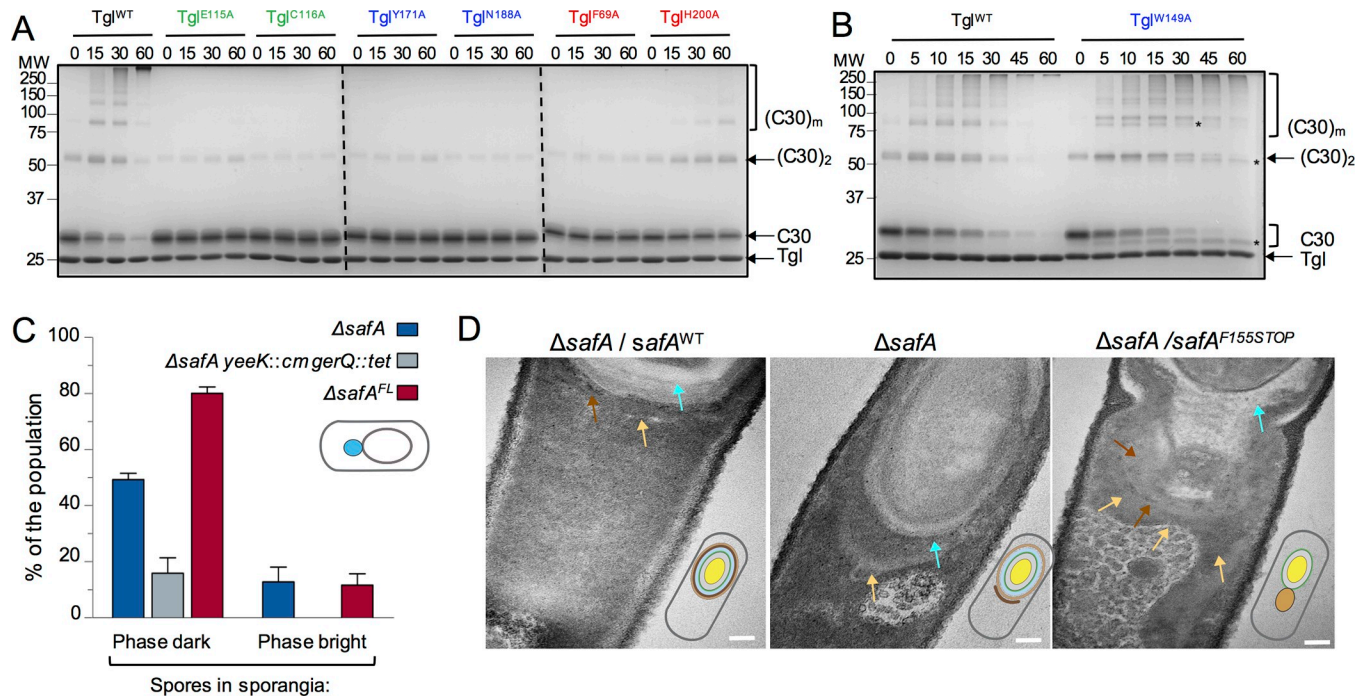 A
Tgl^WT Tgl^E115A Tgl^C116A Tgl^Y171A Tgl^N188A Tgl^F69A Tgl^H200A
0 15 30 60 0 15 30 60 0 15 30 60 0 15 30 60 0 15 30 60 0 15 30 60 0 15 30 60
MW
250
150
100
75
50
37
25
(C30)m
(C30)2
C30
Tgl
B
Tgl^WT Tgl^W149A
0 5 10 15 30 45 60 0 5 10 15 30 45 60
MW
250
150
100
75
50
37
25
*
*
*
(C30)m
(C30)2
C30
Tgl
C
100
80
60
40
20
0
% of the population
ΔsafA
ΔsafA yeeK::cm gerQ::tet
ΔsafA^FL
Phase dark Phase bright
Spores in sporangia:
D
ΔsafA / safA^WT ΔsafA ΔsafA /safA^F155STOP